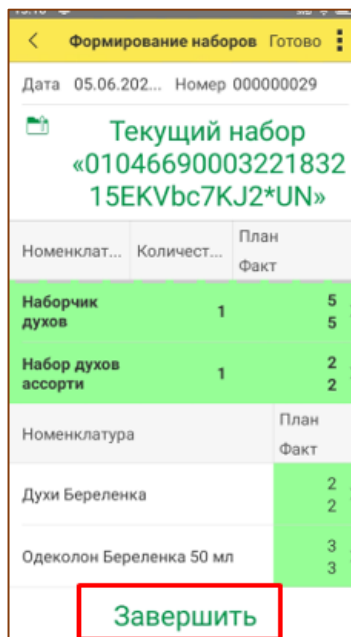 Формирование наборов Готово
Дата 05.06.202... Номер 000000029
Текущий набор
«01046690003221832
15EKVbc7KJ2*UN»
Номенклат... Количест... План
Факт
Наборчик духов 1 5
5
Набор духов ассорти 1 2
2
Номенклатура План
Факт
Духи Береленка 2
2
Одеколон Береленка 50 мл 3
3
Завершить